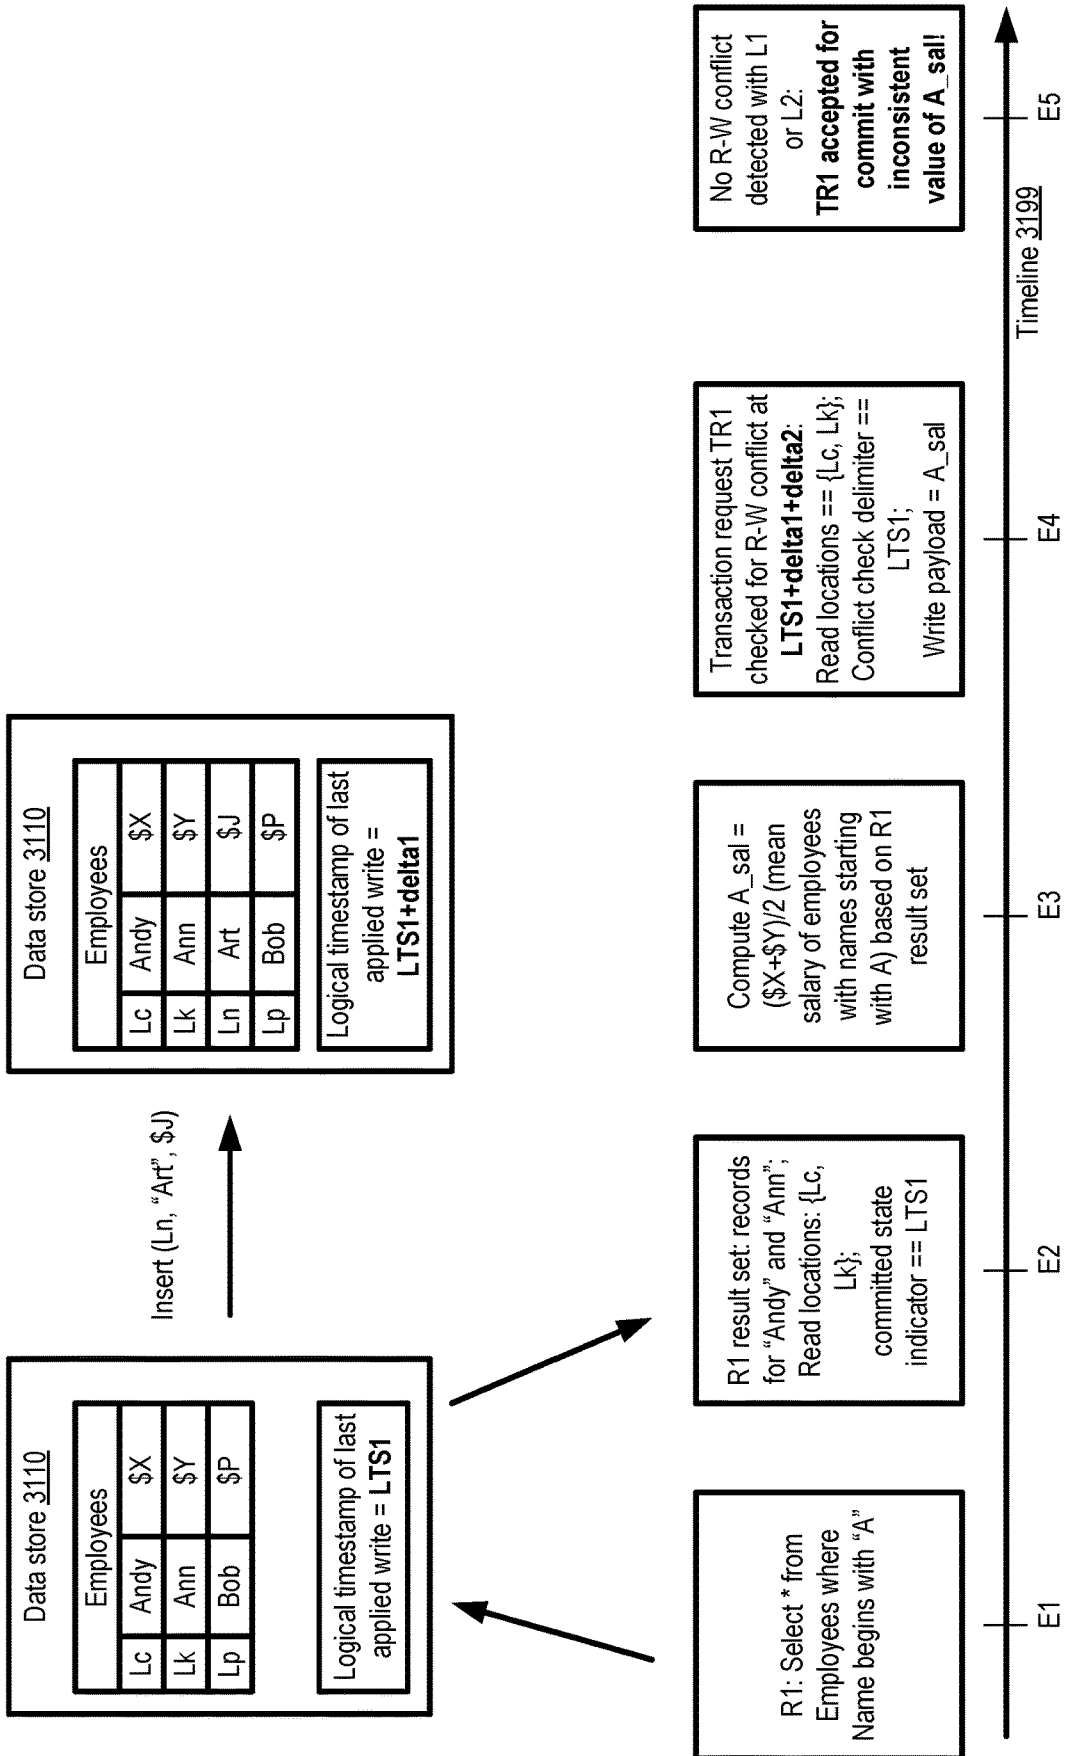 Data store 3110
Employees
Lc Andy $X
Lk Ann $Y
Lp Bob $P
Logical timestamp of last
applied write = LTS1
Insert (Ln, “Art”, $J)
Data store 3110
Employees
Lc Andy $X
Lk Ann $Y
Ln Art $J
Lp Bob $P
Logical timestamp of last
applied write =
LTS1+delta1
R1: Select * from
Employees where
Name begins with “A”
R1 result set: records
for “Andy” and “Ann”;
Read locations: {Lc,
Lk};
committed state
indicator == LTS1
Compute A_sal =
($X+$Y)/2 (mean
salary of employees
with names starting
with A) based on R1
result set
Transaction request TR1
checked for R-W conflict at
LTS1+delta1+delta2:
Read locations == {Lc, Lk};
Conflict check delimiter ==
LTS1;
Write payload = A_sal
No R-W conflict
detected with L1
or L2:
TR1 accepted for
commit with
inconsistent
value of A_sal!
Timeline 3199
E1
E2
E3
E4
E5